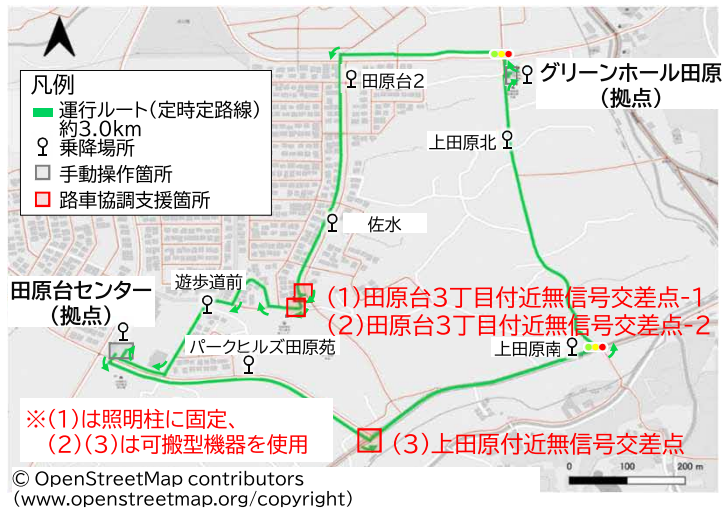 凡例
運行ルート（定時定路線）
約3.0km
乗降場所
手動操作箇所
路車協調支援箇所
田原台2
グリーンホール田原
（拠点）
上田原北
佐水
遊歩道前
田原台センター
（拠点）
（1）田原台3丁目付近無信号交差点-1
（2）田原台3丁目付近無信号交差点-2
パークヒルズ田原苑
上田原南
※（1）は照明柱に固定、
（2）（3）は可搬型機器を使用
（3）上田原付近無信号交差点
0 100 200 m
© OpenStreetMap contributors
(www.openstreetmap.org/copyright)